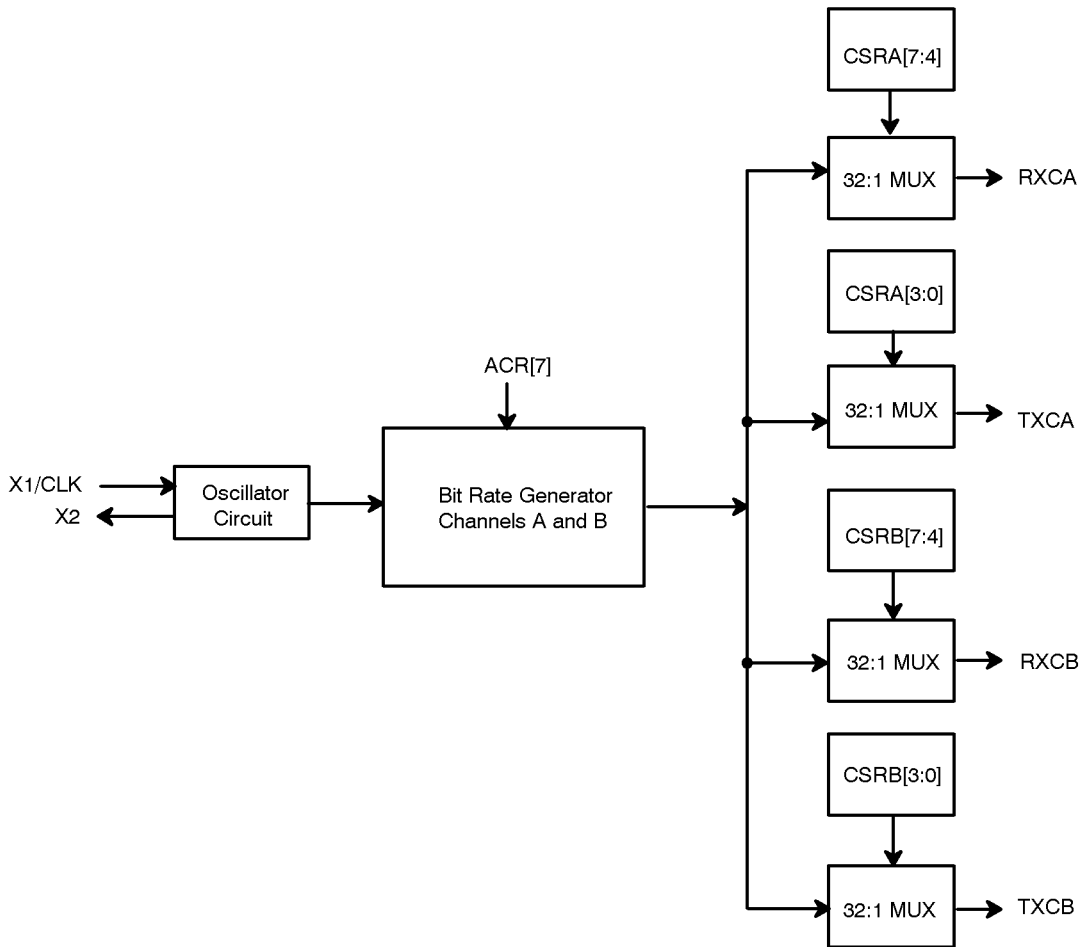 CSRA[7:4]
32:1 MUX
RXCA
CSRA[3:0]
ACR[7]
32:1 MUX
TXCA
X1/CLK
X2
Oscillator
Circuit
Bit Rate Generator
Channels A and B
CSRB[7:4]
32:1 MUX
RXCB
CSRB[3:0]
32:1 MUX
TXCB